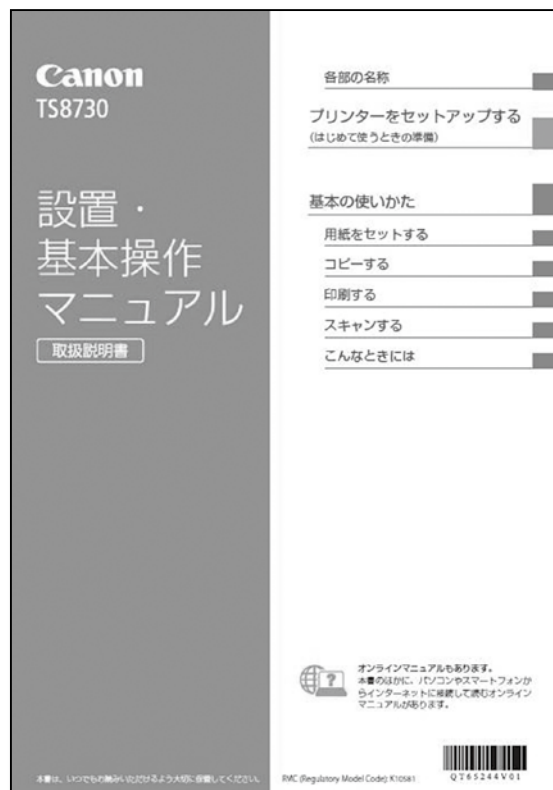 Canon
TS8730
設置・
基本操作
マニュアル
取扱説明書
本書は、いつでもお読みいただけるよう大切に保管してください。
各部の名称
プリンターをセットアップする
(はじめて使うときの準備)
基本の使いかた
用紙をセットする
コピーする
印刷する
スキャンする
こんなときには
?
オンラインマニュアルもあります。
本書のほかに、パソコンやスマートフォンか
らインターネットに接続して読むオンライン
マニュアルがあります。
RMC (Regulatory Model Code): K10581
QT65244V01